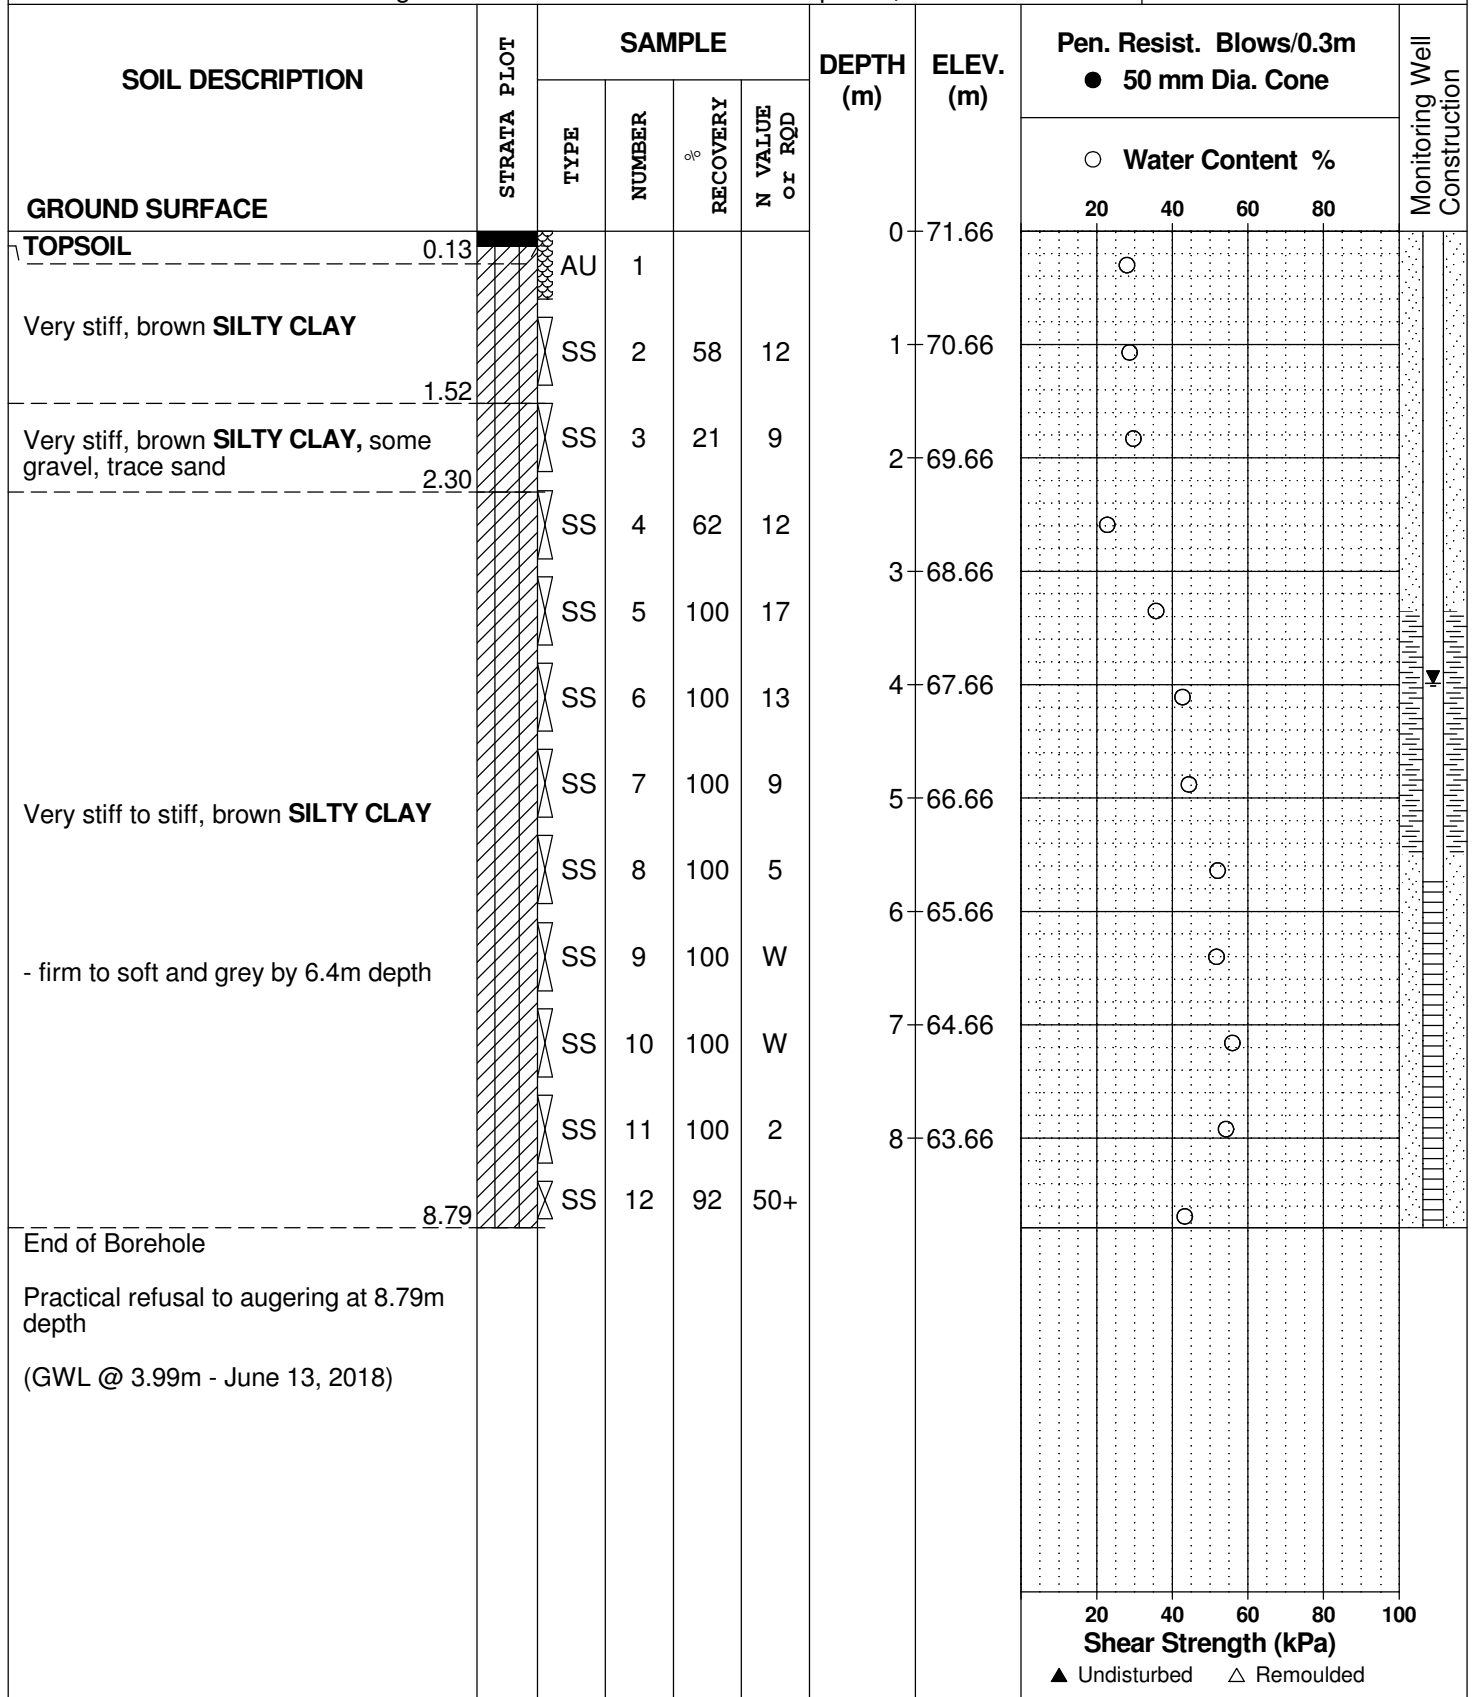 SOIL DESCRIPTION
STRATA PLOT
SAMPLE
TYPE
NUMBER
% RECOVERY
N VALUE or RQD
DEPTH (m)
ELEV. (m)
Pen. Resist. Blows/0.3m
● 50 mm Dia. Cone
○ Water Content %
20 40 60 80
Monitoring Well Construction
GROUND SURFACE
0 71.66
TOPSOIL 0.13
AU 1
Very stiff, brown SILTY CLAY
SS 2 58 12
1 70.66
1.52
Very stiff, brown SILTY CLAY, some
gravel, trace sand
2.30
SS 3 21 9
2 69.66
SS 4 62 12
3 68.66
SS 5 100 17
SS 6 100 13
4 67.66
SS 7 100 9
5 66.66
Very stiff to stiff, brown SILTY CLAY
SS 8 100 5
6 65.66
SS 9 100 W
- firm to soft and grey by 6.4m depth
7 64.66
SS 10 100 W
SS 11 100 2
8 63.66
SS 12 92 50+
8.79
End of Borehole
Practical refusal to augering at 8.79m
depth
(GWL @ 3.99m - June 13, 2018)
20 40 60 80 100
Shear Strength (kPa)
▲ Undisturbed △ Remoulded